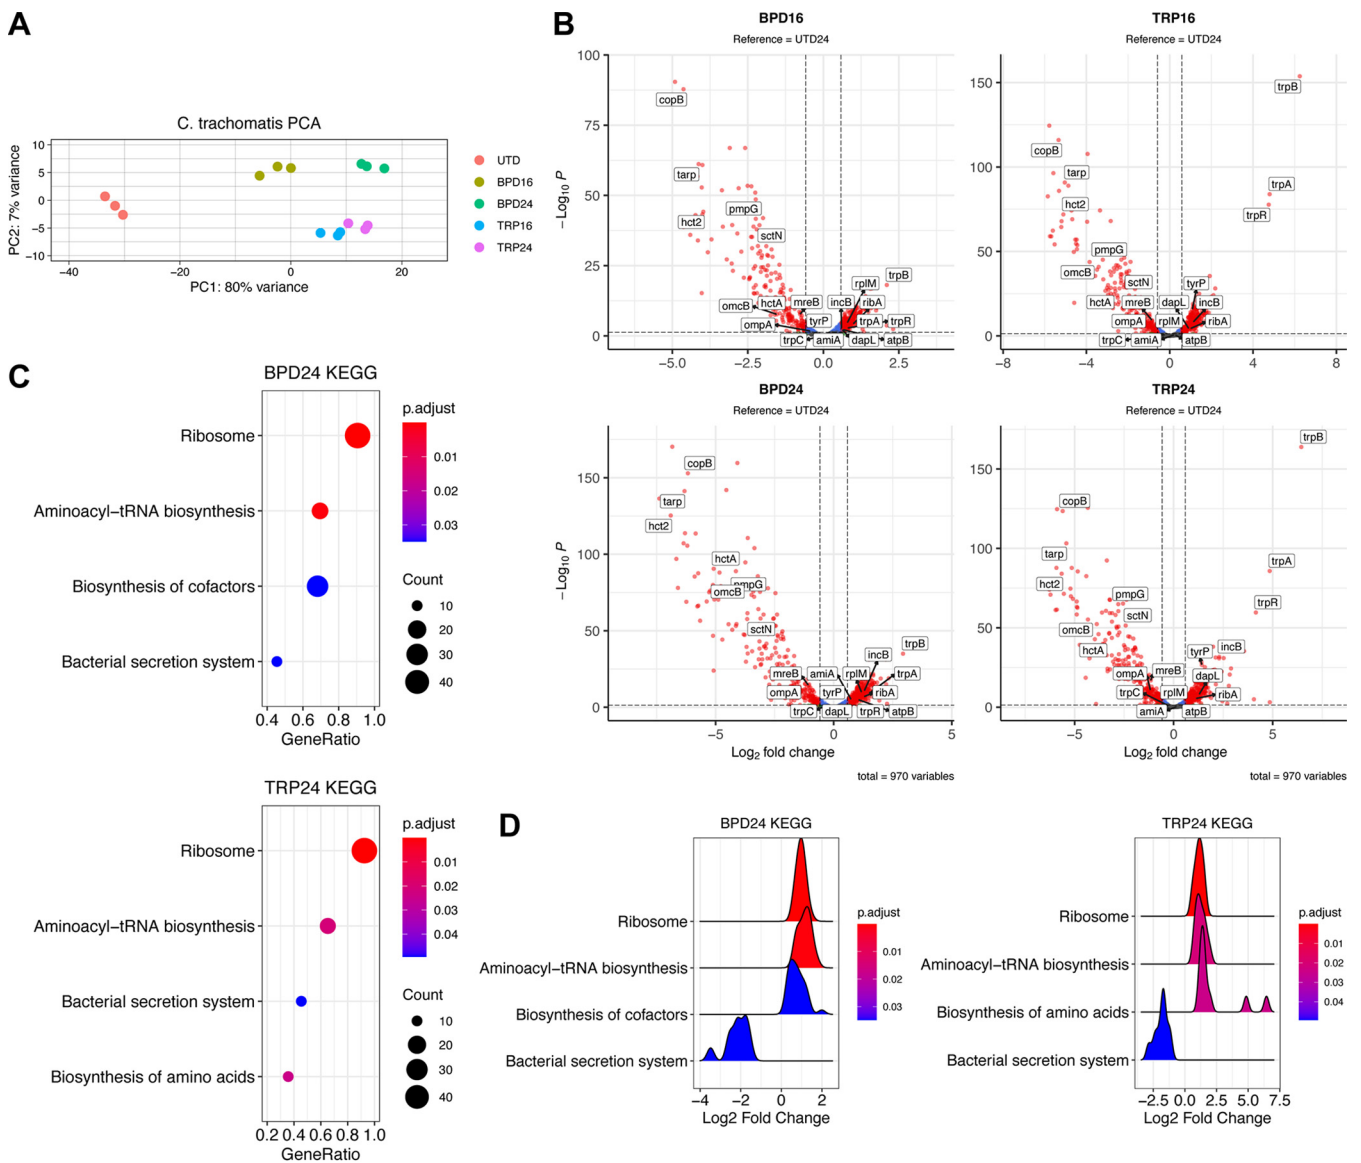 A
C. trachomatis PCA
PC2: 7% variance
10
5
0
−5
−10
−40
−20
0
20
PC1: 80% variance
UTD
BPD16
BPD24
TRP16
TRP24
B
BPD16
Reference = UTD24
−Log10 P
100
75
50
25
0
−5.0
−2.5
0.0
2.5
copB
tarp
pmpG
hct2
sctN
trpB
rplM
hctA
mreB
incB
ribA
omcB
tyrP
trpA
trpR
ompA
trpC
amiA
dapL
atpB
TRP16
Reference = UTD24
150
100
50
0
−8
−4
0
4
8
trpB
copB
tarp
trpA
hct2
trpR
pmpG
omcB
sctN
tyrP
hctA
mreB
dapL
incB
ompA
rplM
ribA
trpC
amiA
atpB
BPD24
Reference = UTD24
−Log10 P
150
100
50
0
−5
0
5
Log2 fold change
total = 970 variables
copB
tarp
hct2
hctA
pmpG
omcB
sctN
trpB
incB
mreB
amiA
rplM
trpA
ompA
tyrP
ribA
trpC
dapL
trpR
atpB
TRP24
Reference = UTD24
150
100
50
0
−5
0
5
Log2 fold change
total = 970 variables
trpB
copB
tarp
trpA
hct2
pmpG
trpR
sctN
omcB
hctA
tyrP
incB
ompA
mreB
dapL
trpC
rplM
ribA
amiA
atpB
C
BPD24 KEGG
Ribosome
Aminoacyl−tRNA biosynthesis
Biosynthesis of cofactors
Bacterial secretion system
0.4 0.6 0.8 1.0
GeneRatio
p.adjust
0.01
0.02
0.03
Count
10
20
30
40
TRP24 KEGG
Ribosome
Aminoacyl−tRNA biosynthesis
Bacterial secretion system
Biosynthesis of amino acids
0.2 0.4 0.6 0.8 1.0
GeneRatio
p.adjust
0.01
0.02
0.03
0.04
Count
10
20
30
40
D
BPD24 KEGG
Ribosome
Aminoacyl−tRNA biosynthesis
Biosynthesis of cofactors
Bacterial secretion system
−4 −2 0 2
Log2 Fold Change
p.adjust
0.01
0.02
0.03
TRP24 KEGG
Ribosome
Aminoacyl−tRNA biosynthesis
Biosynthesis of amino acids
Bacterial secretion system
−2.5 0.0 2.5 5.0 7.5
Log2 Fold Change
p.adjust
0.01
0.02
0.03
0.04